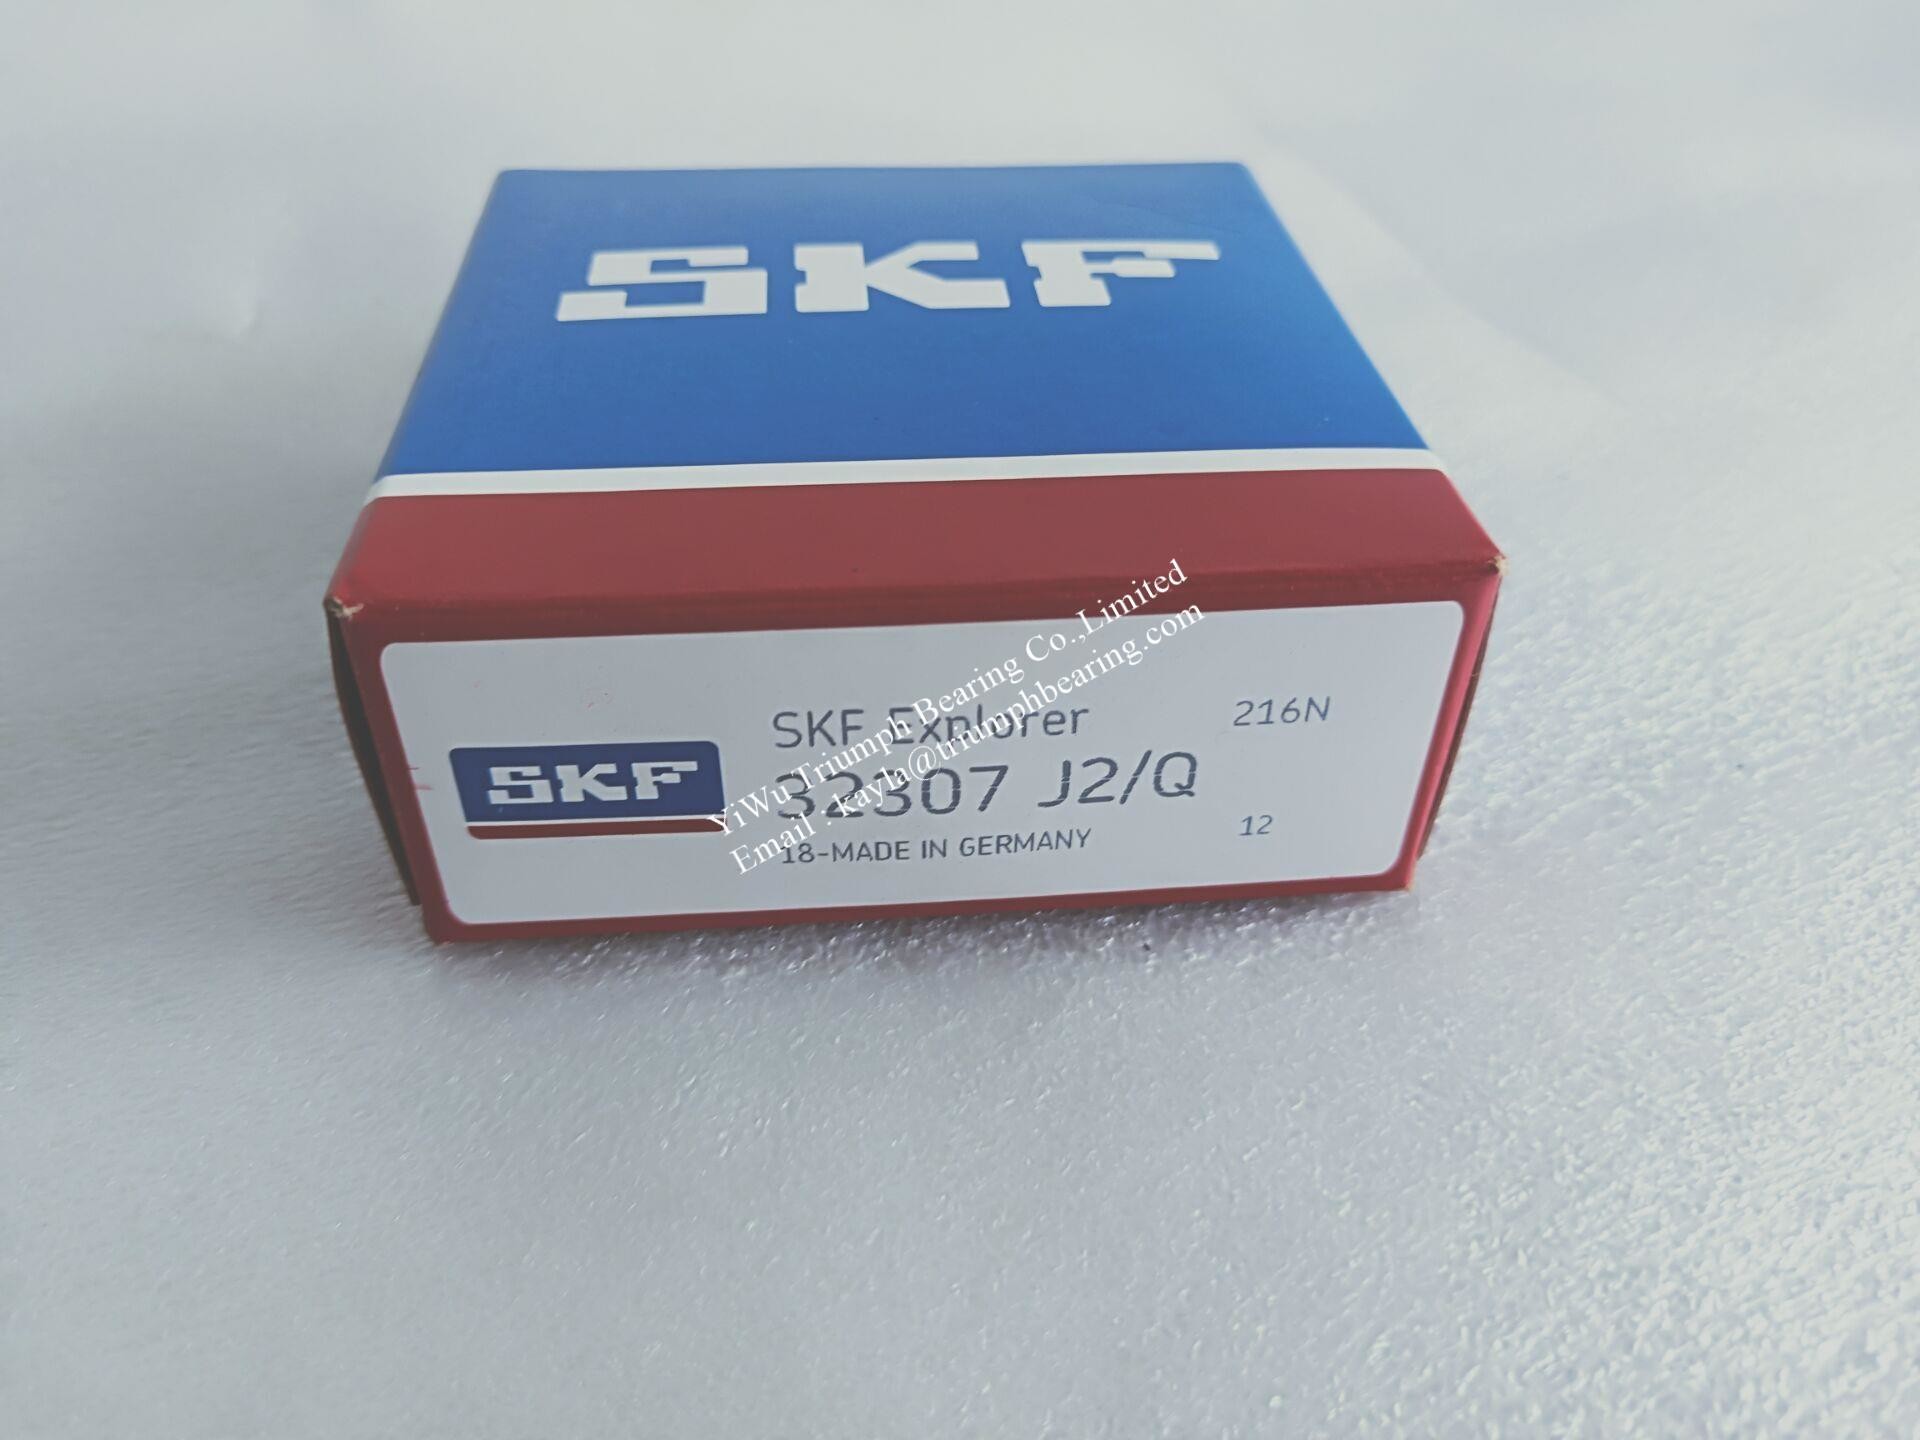 SKF
SKF Explorer
216N
SKF
32307 J2/Q
18-MADE IN GERMANY
12
YiWu Triumph Bearing Co.,Limited
Email : kayla@triumphbearing.com